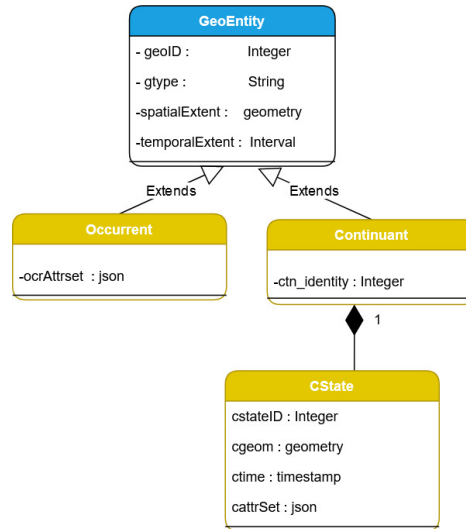 GeoEntity
- geoID : Integer
- gtype : String
-spatialExtent : geometry
-temporalExtent : Interval
Extends
Extends
Occurrent
-ocrAttrset : json
Continuant
-ctn_identity : Integer
1
CState
cstateID : Integer
cgeom : geometry
ctime : timestamp
cattrSet : json